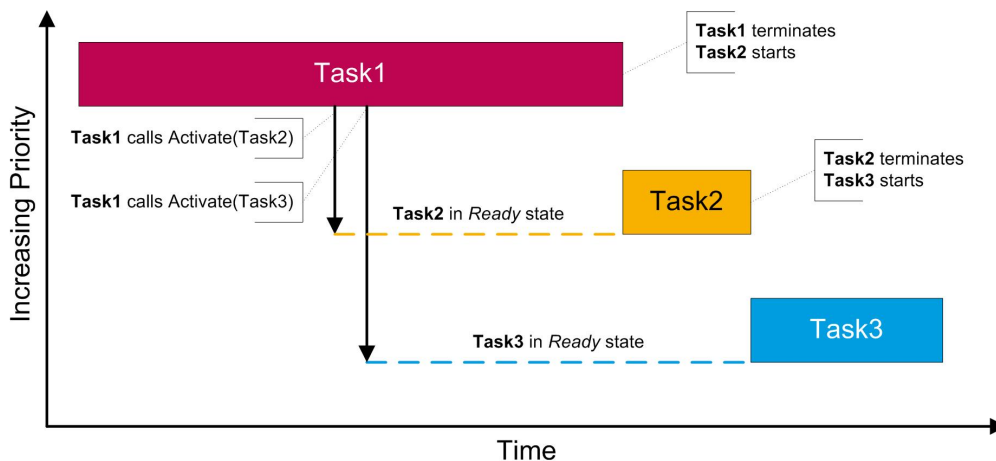 Task1 terminates
Task2 starts
Task1
Task1 calls Activate(Task2)
Task1 calls Activate(Task3)
Task2 terminates
Task3 starts
Task2
Task2 in Ready state
Task3
Task3 in Ready state
Increasing Priority
Time